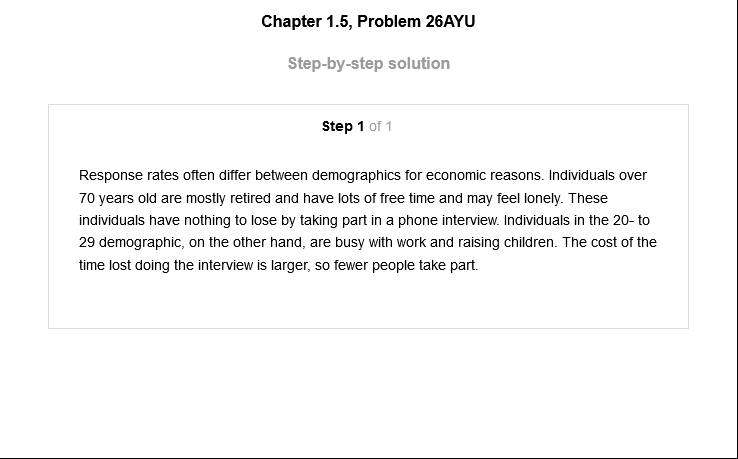 Chapter 1.5, Problem 26AYU
Step-by-step solution
Step 1 of 1
Response rates often differ between demographics for economic reasons. Individuals over
70 years old are mostly retired and have lots of free time and may feel lonely. These
individuals have nothing to lose by taking part in a phone interview. Individuals in the 20- to
29 demographic, on the other hand, are busy with work and raising children. The cost of the
time lost doing the interview is larger, so fewer people take part.